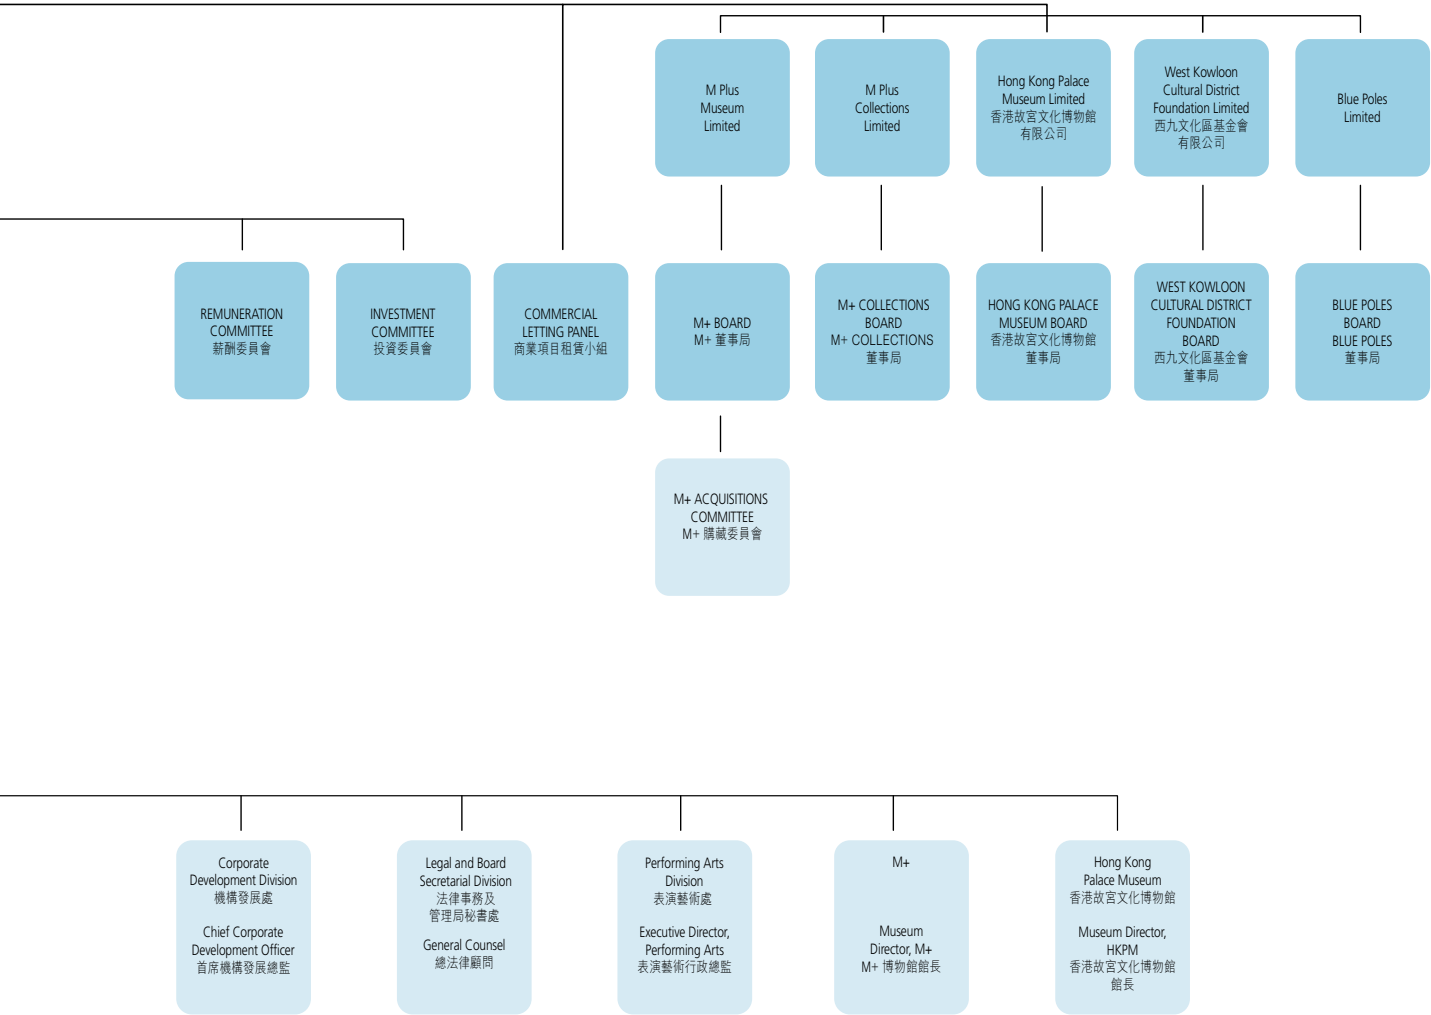 M Plus
Museum
Limited
M Plus
Collections
Limited
Hong Kong Palace
Museum Limited
香港故宮文化博物館
有限公司
West Kowloon
Cultural District
Foundation Limited
西九文化區基金會
有限公司
Blue Poles
Limited
REMUNERATION
COMMITTEE
薪酬委員會
INVESTMENT
COMMITTEE
投資委員會
COMMERCIAL
LETTING PANEL
商業項目租賃小組
M+ BOARD
M+ 董事局
M+ COLLECTIONS
BOARD
M+ COLLECTIONS
董事局
HONG KONG PALACE
MUSEUM BOARD
香港故宮文化博物館
董事局
WEST KOWLOON
CULTURAL DISTRICT
FOUNDATION
BOARD
西九文化區基金會
董事局
BLUE POLES
BOARD
BLUE POLES
董事局
M+ ACQUISITIONS
COMMITTEE
M+ 購藏委員會
Corporate
Development Division
機構發展處
Chief Corporate
Development Officer
首席機構發展總監
Legal and Board
Secretarial Division
法律事務及
管理局秘書處
General Counsel
總法律顧問
Performing Arts
Division
表演藝術處
Executive Director,
Performing Arts
表演藝術行政總監
M+
Museum
Director, M+
M+ 博物館館長
Hong Kong
Palace Museum
香港故宮文化博物館
Museum Director,
HKPM
香港故宮文化博物館
館長